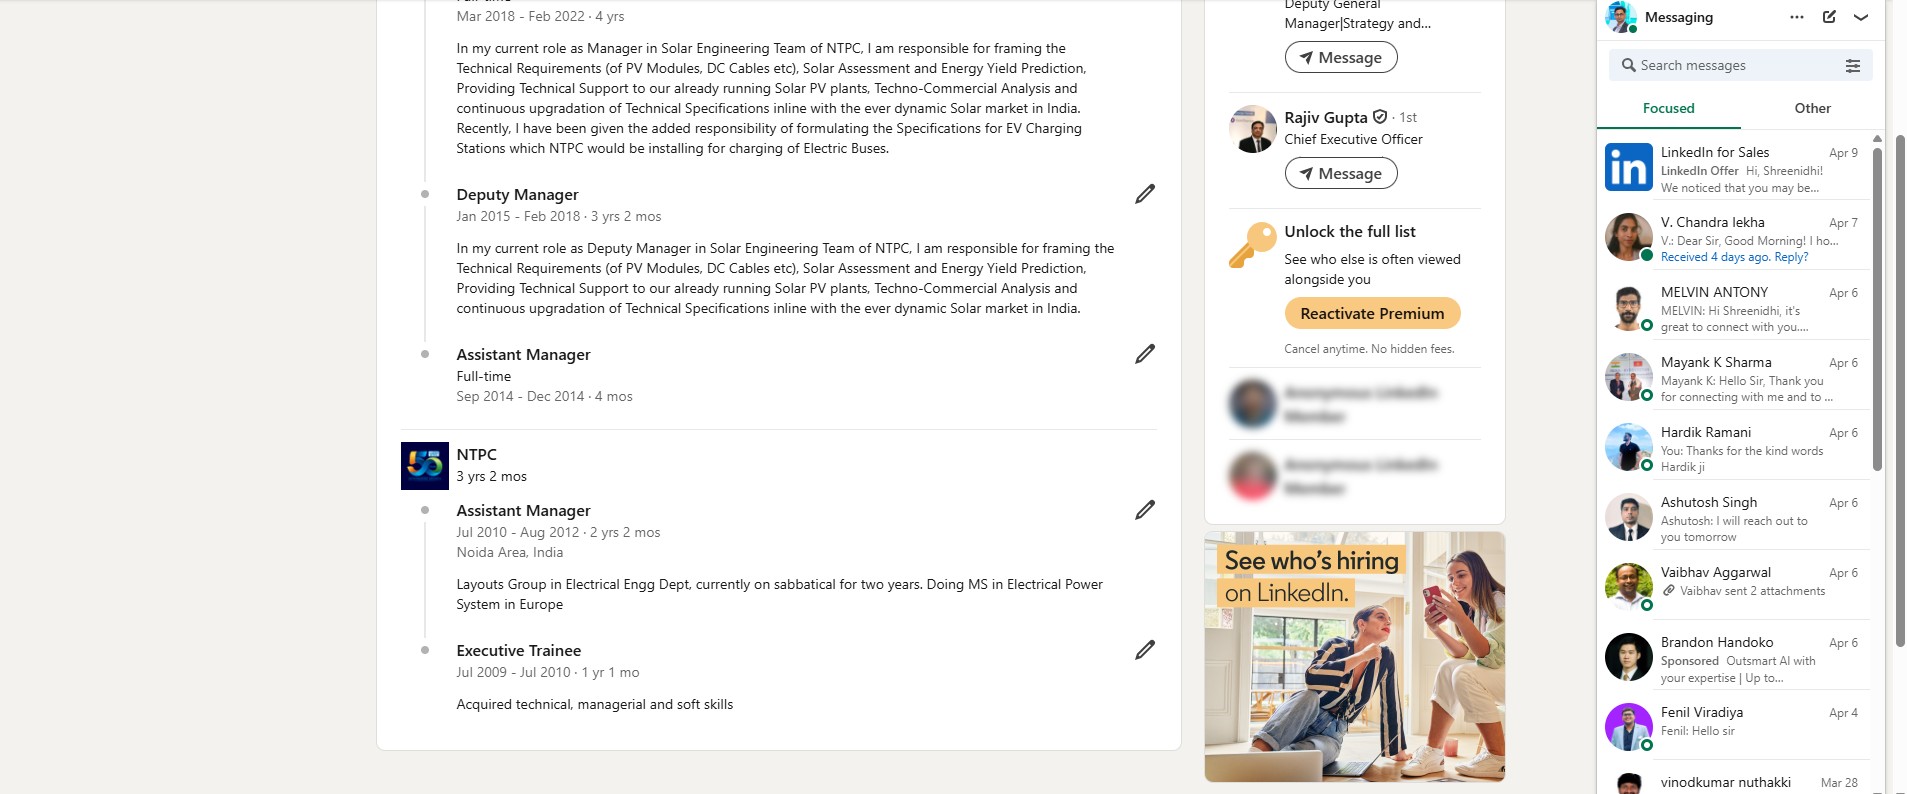 Mar 2018 - Feb 2022 · 4 yrs
In my current role as Manager in Solar Engineering Team of NTPC, I am responsible for framing the
Technical Requirements (of PV Modules, DC Cables etc), Solar Assessment and Energy Yield Prediction,
Providing Technical Support to our already running Solar PV plants, Techno-Commercial Analysis and
continuous upgradation of Technical Specifications inline with the ever dynamic Solar market in India.
Recently, I have been given the added responsibility of formulating the Specifications for EV Charging
Stations which NTPC would be installing for charging of Electric Buses.
Deputy Manager
Jan 2015 - Feb 2018 · 3 yrs 2 mos
In my current role as Deputy Manager in Solar Engineering Team of NTPC, I am responsible for framing the
Technical Requirements (of PV Modules, DC Cables etc), Solar Assessment and Energy Yield Prediction,
Providing Technical Support to our already running Solar PV plants, Techno-Commercial Analysis and
continuous upgradation of Technical Specifications inline with the ever dynamic Solar market in India.
Assistant Manager
Full-time
Sep 2014 - Dec 2014 · 4 mos
NTPC
3 yrs 2 mos
Assistant Manager
Jul 2010 - Aug 2012 · 2 yrs 2 mos
Noida Area, India
Layouts Group in Electrical Engg Dept, currently on sabbatical for two years. Doing MS in Electrical Power
System in Europe
Executive Trainee
Jul 2009 - Jul 2010 · 1 yr 1 mo
Acquired technical, managerial and soft skills
Deputy General
Manager|Strategy and...
Message
Rajiv Gupta · 1st
Chief Executive Officer
Message
Unlock the full list
See who else is often viewed
alongside you
Reactivate Premium
Cancel anytime. No hidden fees.
Anonymous LinkedIn
Member
Anonymous LinkedIn
Member
See who's hiring
on LinkedIn.
Messaging
Search messages
Focused Other
in
LinkedIn for Sales Apr 9
LinkedIn Offer Hi, Shreenidhi!
We noticed that you may be...
V. Chandra lekha Apr 7
V.: Dear Sir, Good Morning! I ho...
Received 4 days ago. Reply?
MELVIN ANTONY Apr 6
MELVIN: Hi Shreenidhi, it's
great to connect with you....
Mayank K Sharma Apr 6
Mayank K: Hello Sir, Thank you
for connecting with me and to ...
Hardik Ramani Apr 6
You: Thanks for the kind words
Hardik ji
Ashutosh Singh Apr 6
Ashutosh: I will reach out to
you tomorrow
Vaibhav Aggarwal Apr 6
Vaibhav sent 2 attachments
Brandon Handoko Apr 6
Sponsored Outsmart AI with
your expertise | Up to...
Fenil Viradiya Apr 4
Fenil: Hello sir
vinodkumar nuthakki Mar 28